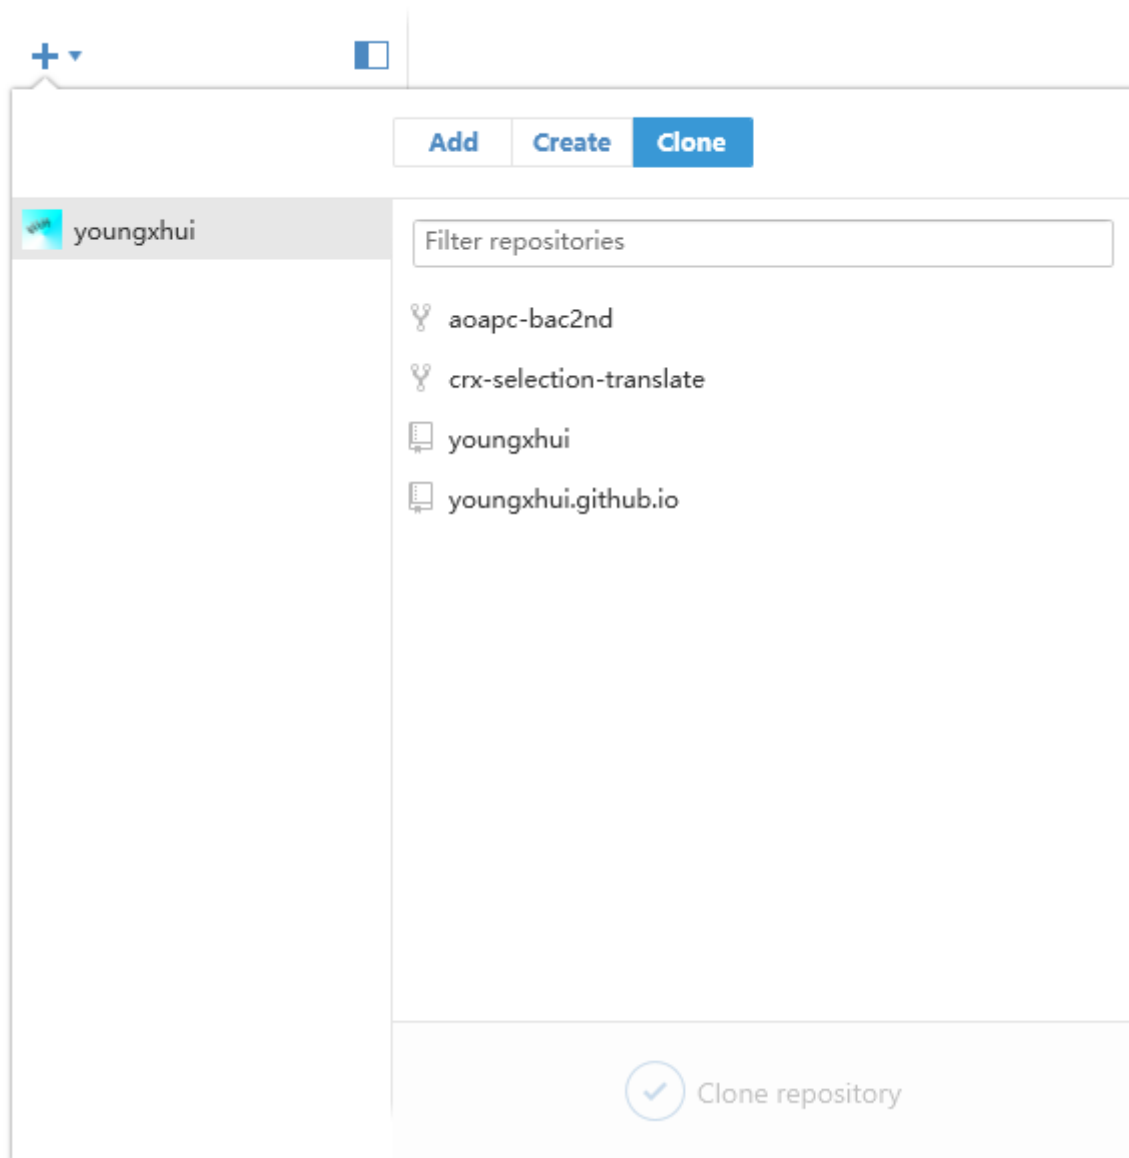 Add Create Clone
youngxhui
Filter repositories
aoapc-bac2nd
crx-selection-translate
youngxhui
youngxhui.github.io
Clone repository